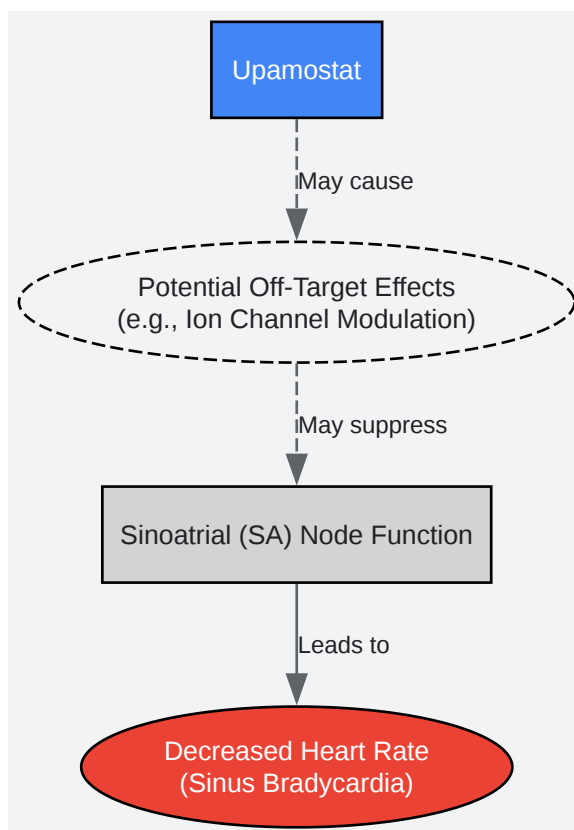 Upamostat
May cause
Potential Off-Target Effects
(e.g., Ion Channel Modulation)
May suppress
Sinoatrial (SA) Node Function
Leads to
Decreased Heart Rate
(Sinus Bradycardia)